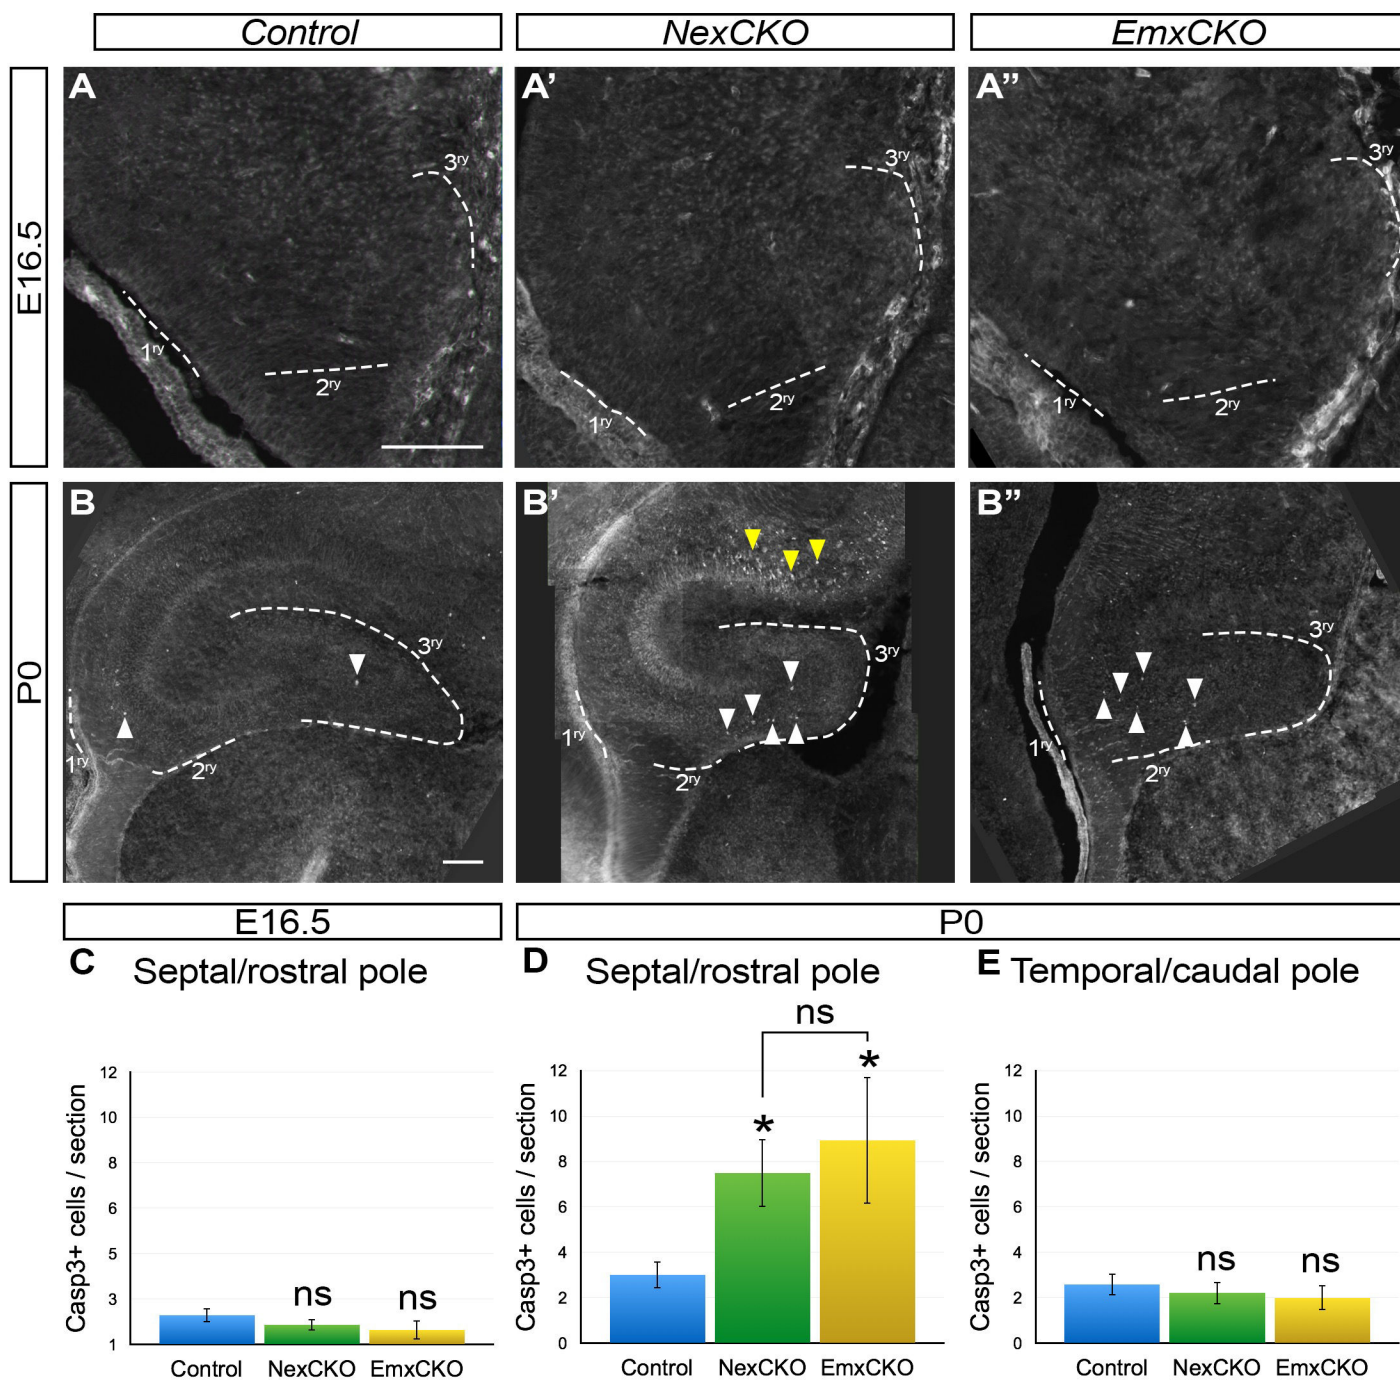 Control NexCKO EmxCKO
E16.5
A A' A"
3ry 3ry 3ry
1ry 2ry 1ry 2ry 1ry 2ry
P0
B B' B"
3ry 3ry 3ry
1ry 2ry 1ry 2ry 1ry 2ry
E16.5 P0
C Septal/rostral pole
Casp3+ cells / section
12
10
8
6
5
3
1
ns ns
Control NexCKO EmxCKO
D Septal/rostral pole
Casp3+ cells / section
12
10
8
6
4
2
0
ns
* *
Control NexCKO EmxCKO
E Temporal/caudal pole
Casp3+ cells / section
12
10
8
6
4
2
0
ns ns
Control NexCKO EmxCKO